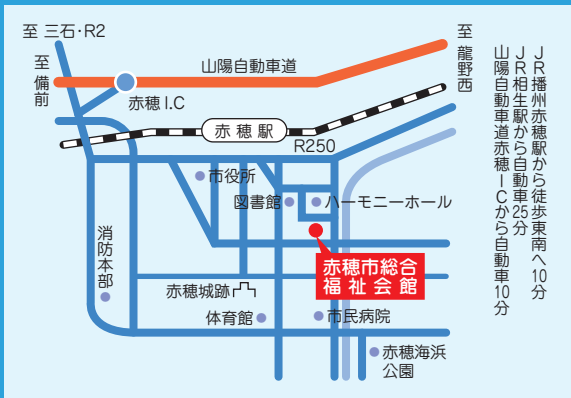 至 三石・R2
至 備前
山陽自動車道
至 龍野西
赤穂 I.C
赤 穂 駅
R250
市役所
図書館
ハーモニーホール
赤穂市総合
福 祉 会 館
消防本部
赤穂城跡
体育館
市民病院
赤穂海浜
公園
JR播州赤穂駅から徒歩東南へ10分
JR相生駅から自動車25分
山陽自動車道赤穂ICから自動車10分